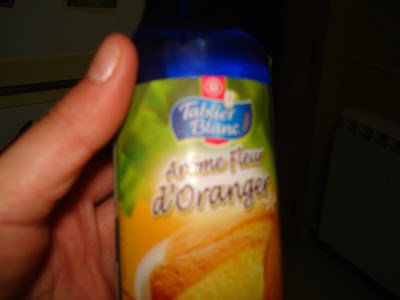 Tablier
Blanc
Arôme Fleur
d'Oranger